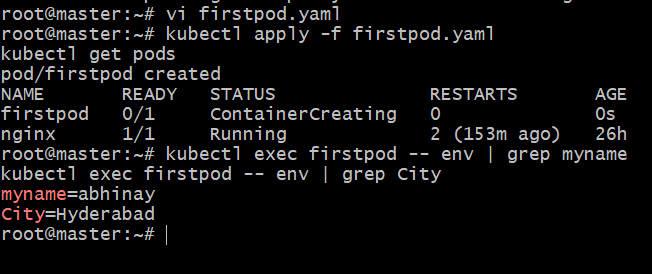 root@master:~# vi firstpod.yaml
root@master:~# kubectl apply -f firstpod.yaml
kubectl get pods
pod/firstpod created
NAME       READY   STATUS              RESTARTS       AGE
firstpod   0/1     ContainerCreating   0              0s
nginx      1/1     Running             2 (153m ago)   26h
root@master:~# kubectl exec firstpod -- env | grep myname
kubectl exec firstpod -- env | grep City
myname=abhinay
City=Hyderabad
root@master:~#